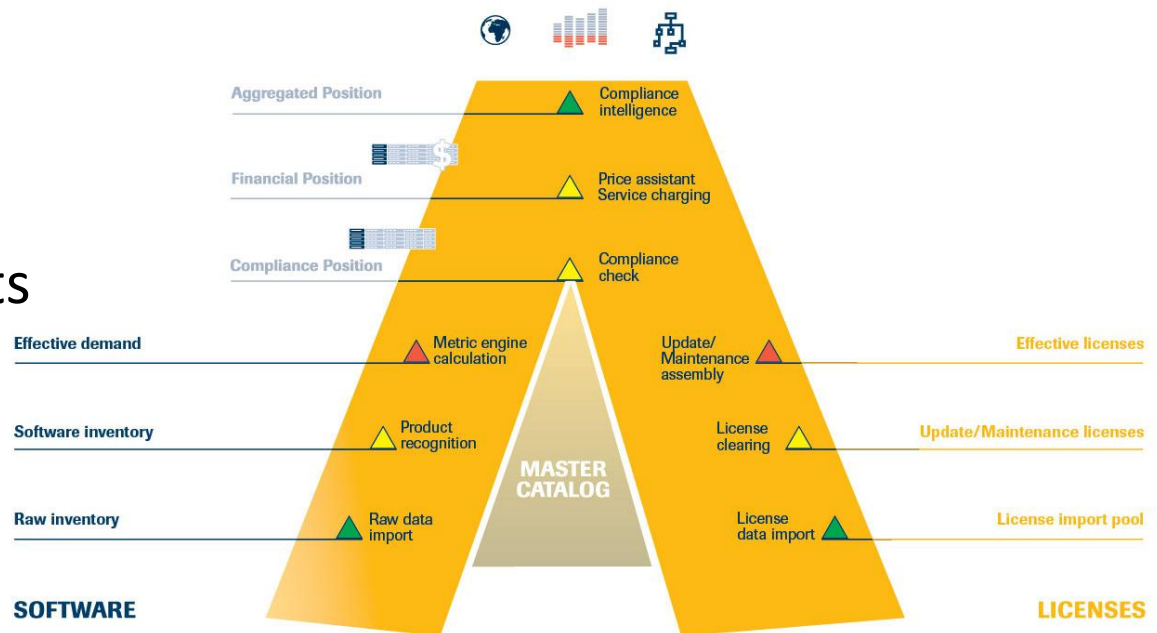 Aggregated Position
Compliance
intelligence
$
Financial Position
Price assistant
Service charging
Compliance Position
Compliance
check
ts
Effective demand
Metric engine
calculation
Update/
Maintenance
assembly
Effective licenses
Software inventory
Product
recognition
License
clearing
Update/Maintenance licenses
MASTER
CATALOG
Raw inventory
Raw data
import
License
data import
License import pool
SOFTWARE
LICENSES